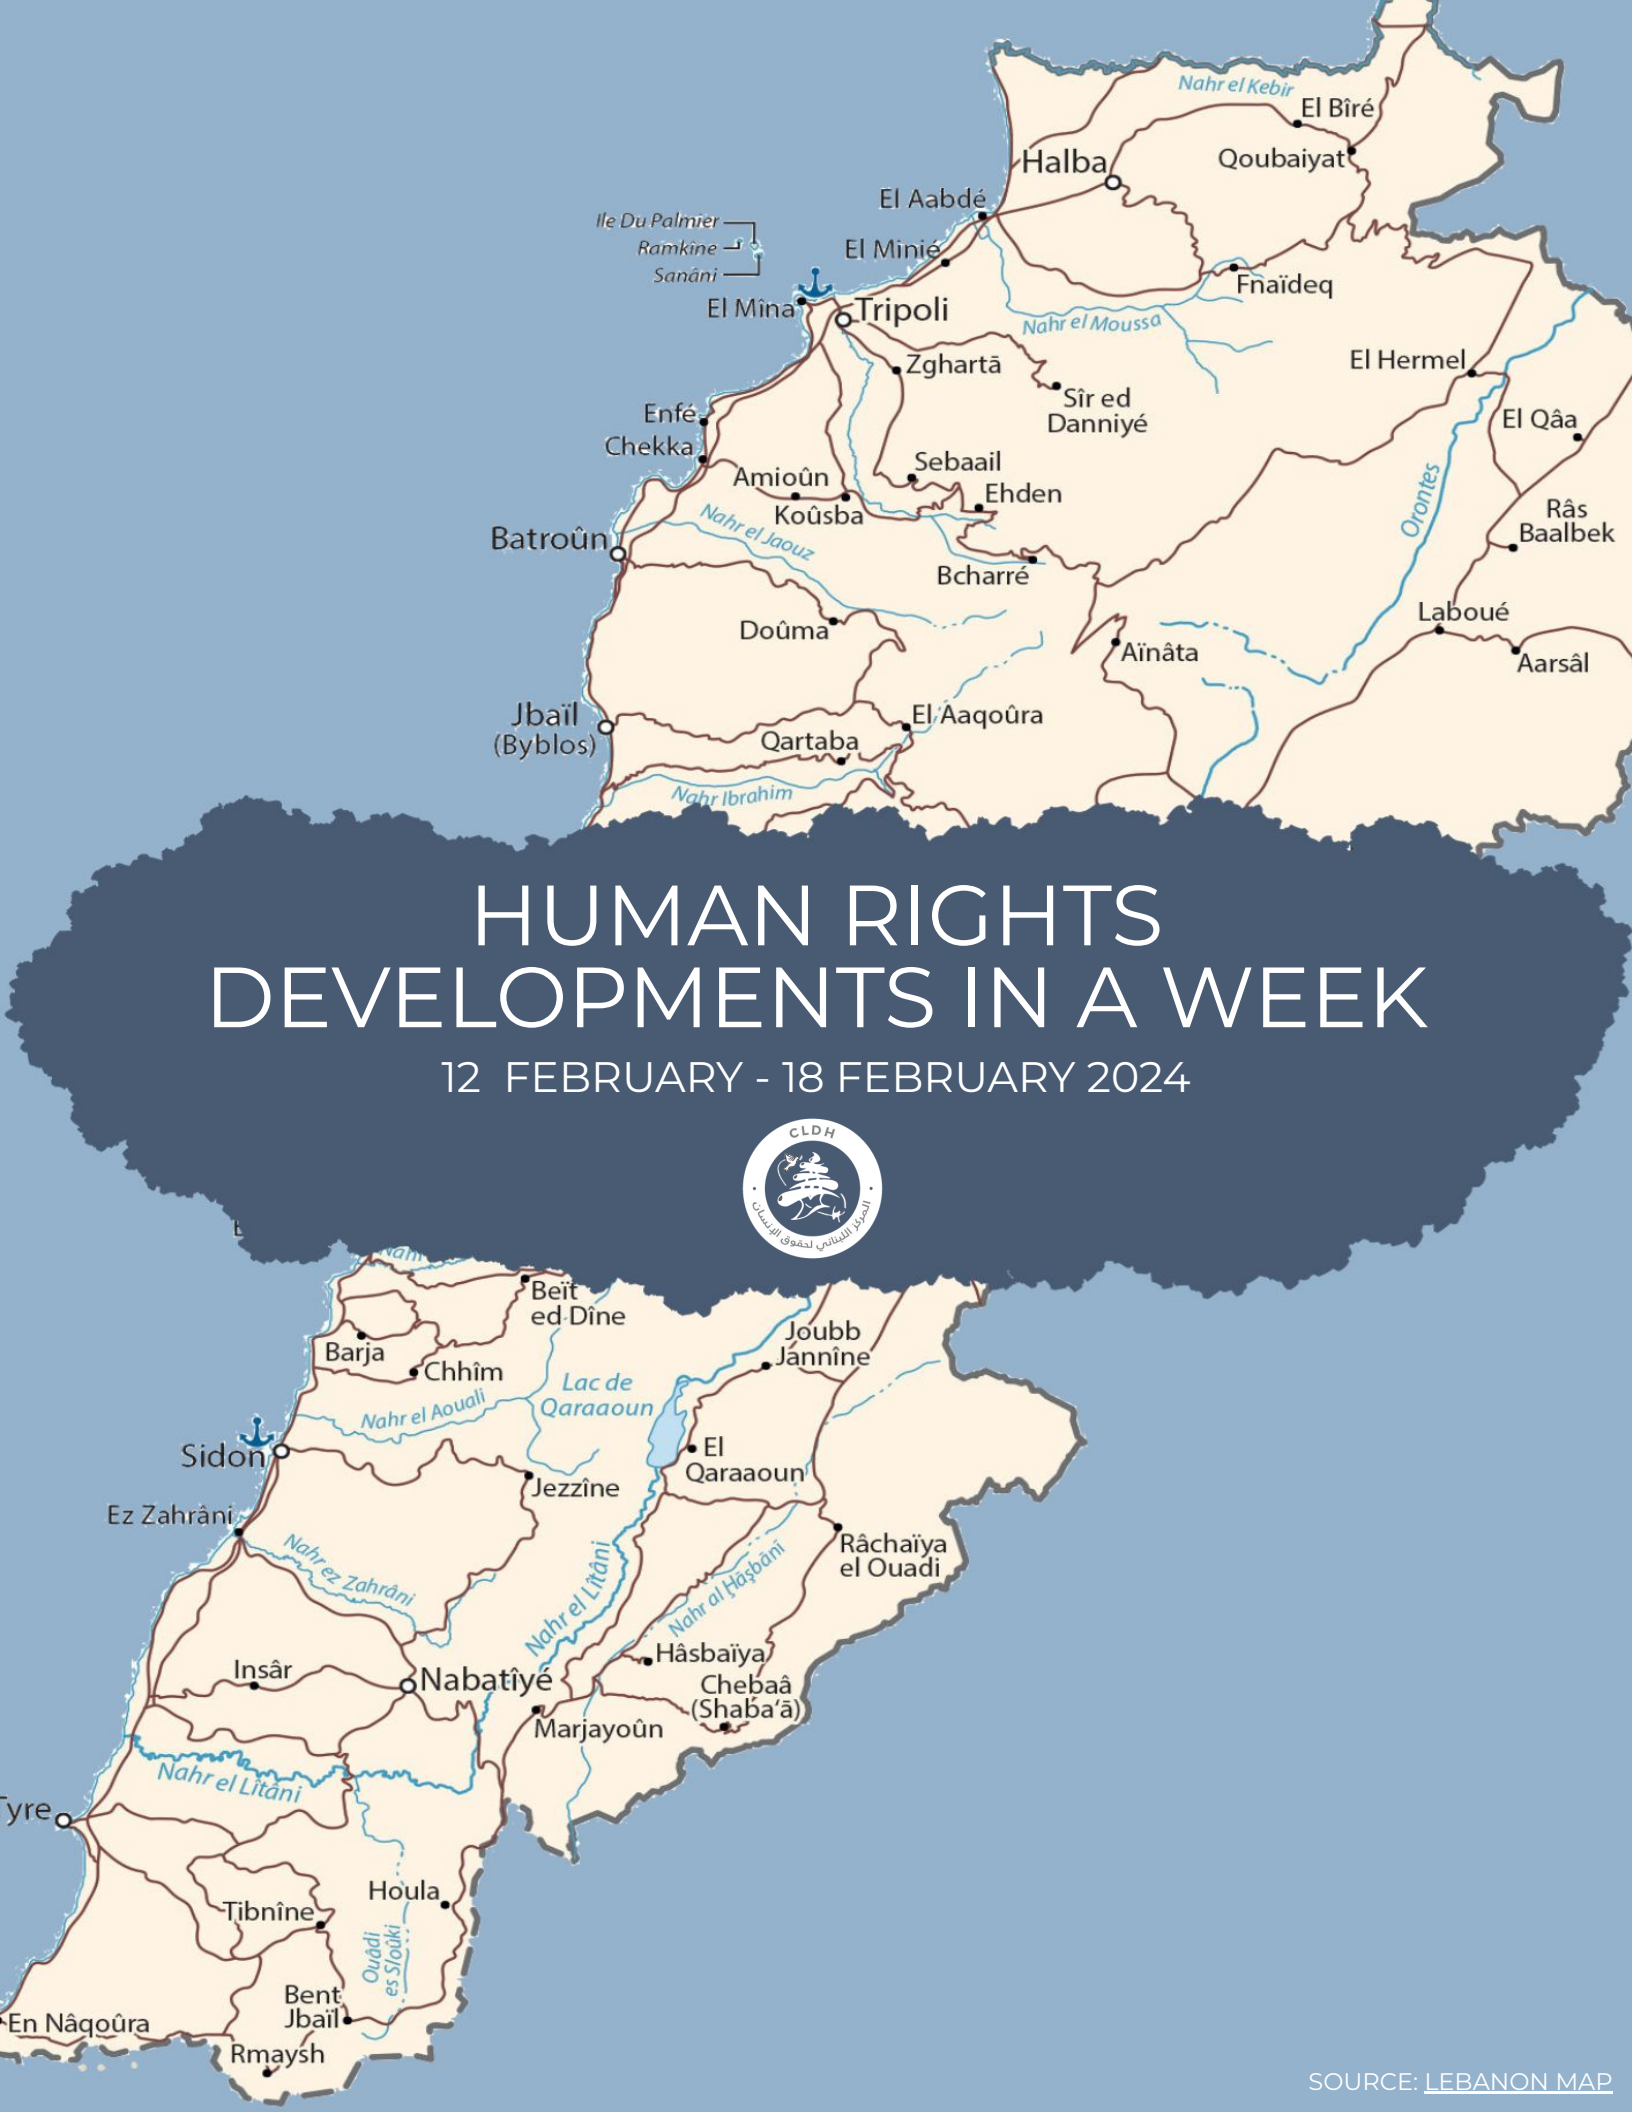 Nahr el Kebir
El Bîré
Halba
Qoubaiyat
El Aabdé
Ile Du Palmier
Ramkine
Sanâni
El Minié
Fnaïdeq
El Mîna
Tripoli
Nahr el Moussa
El Hermel
Zghartā
Sîr ed
Danniyé
Enfé
El Qâa
Chekka
Sebaail
Amioûn
Ehden
Koûsba
Orontes
Râs
Baalbek
Nahr el Jaouz
Batroûn
Bcharré
Laboué
Doûma
Aïnâta
Aarsâl
Jbaïl
(Byblos)
El Aaqoûra
Qartaba
Nahr Ibrahim
HUMAN RIGHTS
DEVELOPMENTS IN A WEEK
12 FEBRUARY - 18 FEBRUARY 2024
CLDH
المركز اللبناني لحقوق الإنسان
Nahr
Beït
ed Dîne
Joubb
Jannîne
Barja
Chhîm
Lac de
Qaraaoun
Nahr el Aouali
Sidon
El
Qaraaoun
Jezzîne
Ez Zahrâni
Nahr ez Zahrâni
Râchaïya
el Ouadi
Nahr el Lîtâni
Nahr al Ḩāşbānī
Hâsbaïya
Insâr
Nabatîyé
Chebaâ
(Shaba‘ā)
Marjayoûn
Nahr el Lîtâni
Tyre
Houla
Tibnîne
Ouâdi
es Sloûki
Bent
Jbaïl
En Nâqoûra
Rmaysh
SOURCE: LEBANON MAP